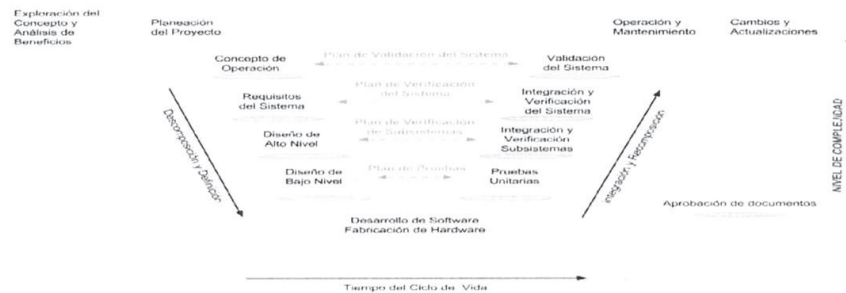 Exploración del
Concepto y
Análisis de
Beneficios
Planeación
del Proyecto
Operación y
Mantenimiento
Cambios y
Actualizaciones
Concepto de
Operación
Plan de Validación del Sistema
Validación
del Sistema
Requisitos
del Sistema
Plan de Verificación
del Sistema
Integración y
Verificación
del Sistema
Diseño de
Alto Nivel
Plan de Verificación
de Subsistemas
Integración y
Verificación
Subsistemas
Diseño de
Bajo Nivel
Plan de Pruebas
Pruebas
Unitarias
Descomposición y Definición
Integración y Recomposición
NIVEL DE COMPLEJIDAD
Desarrollo de Software
Fabricación de Hardware
Aprobación de documentos
Tiempo del Ciclo de Vida